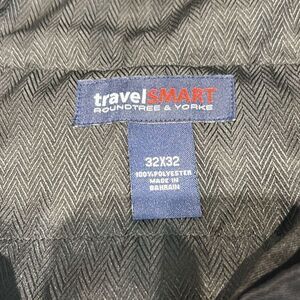 travelSMART
ROUNDTREE & YORKE
32X32
100% POLYESTER
MADE IN
BAHRAIN